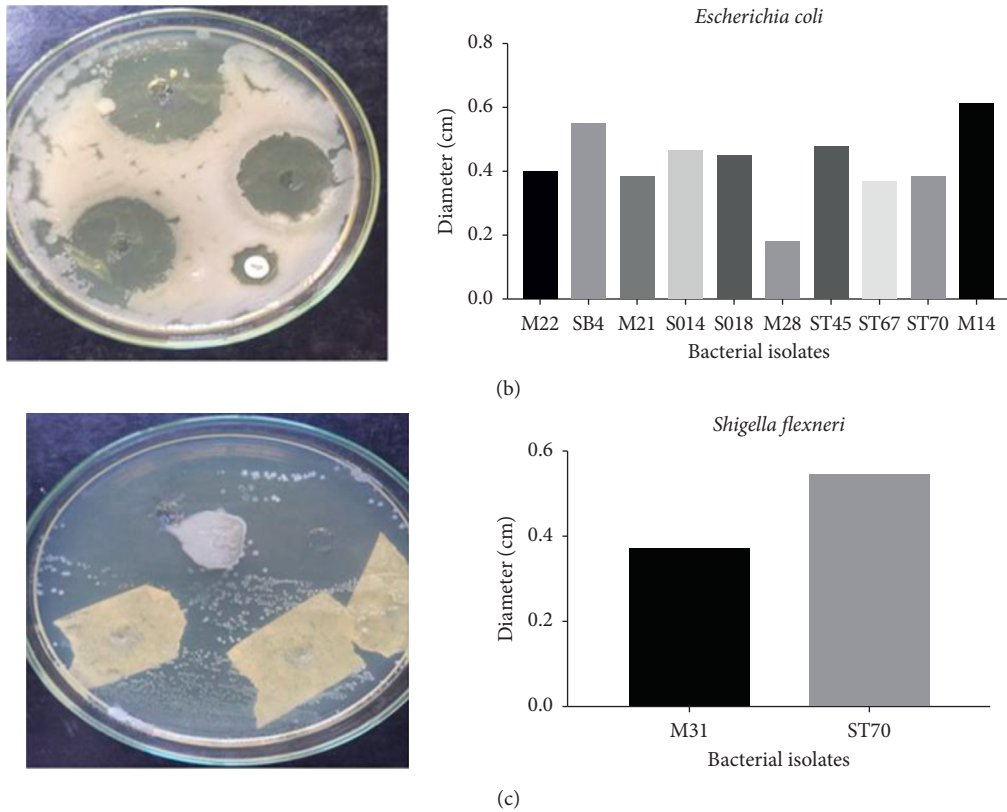 Escherichia coli
0.8
0.6
0.4
0.2
0.0
Diameter (cm)
M22 SB4 M21 S014 S018 M28 ST45 ST67 ST70 M14
Bacterial isolates
(b)
Shigella flexneri
0.6
0.4
0.2
0.0
Diameter (cm)
M31 ST70
Bacterial isolates
(c)